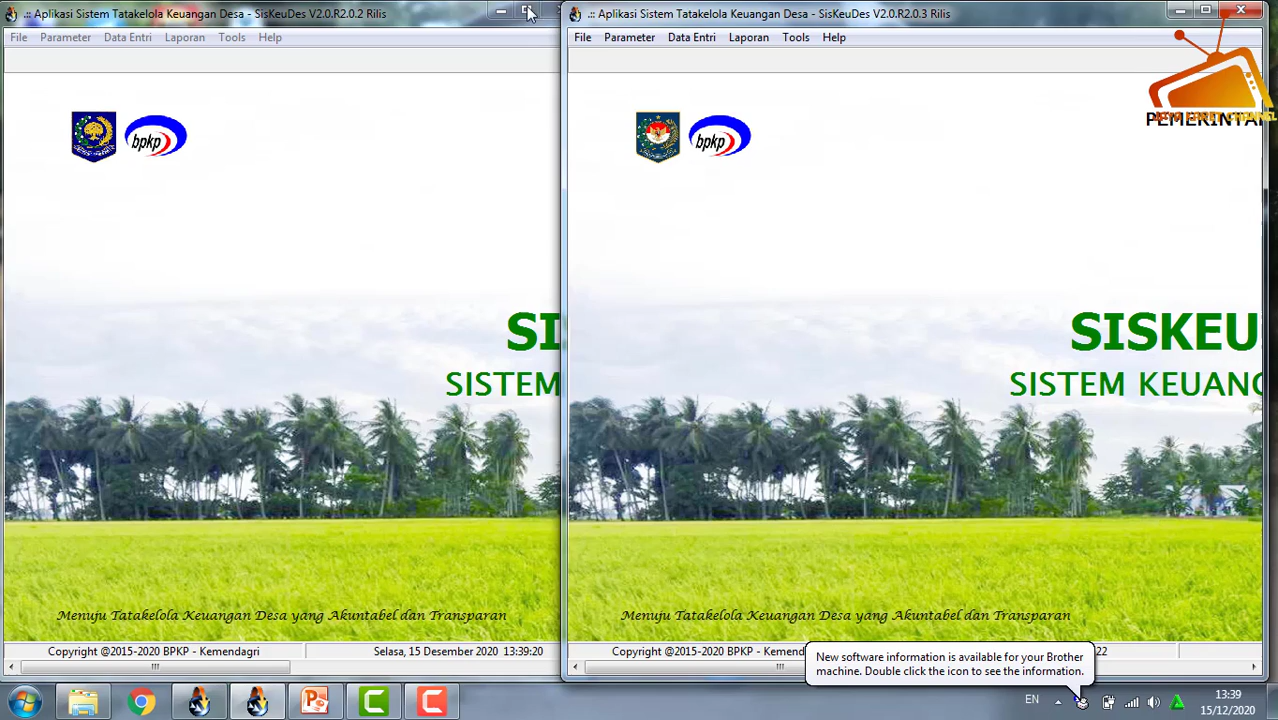 .:: Aplikasi Sistem Tatakelola Keuangan Desa - SisKeuDes V2.0.R2.0.2 Rilis
File Parameter Data Entri Laporan Tools Help
bpkp
SI
SISTEM
Menuju Tatakelola Keuangan Desa yang Akuntabel dan Transparan
Copyright @2015-2020 BPKP - Kemendagri
Selasa, 15 Desember 2020 13:39:20
.:: Aplikasi Sistem Tatakelola Keuangan Desa - SisKeuDes V2.0.R2.0.3 Rilis
File Parameter Data Entri Laporan Tools Help
bpkp
PEMERINTA
CHANNEL
SISKEU
SISTEM KEUANG
Menuju Tatakelola Keuangan Desa yang Akuntabel dan Transparan
Copyright @2015-2020 BPKP - Kemend
22
New software information is available for your Brother
machine. Double click the icon to see the information.
EN
13:39
15/12/2020